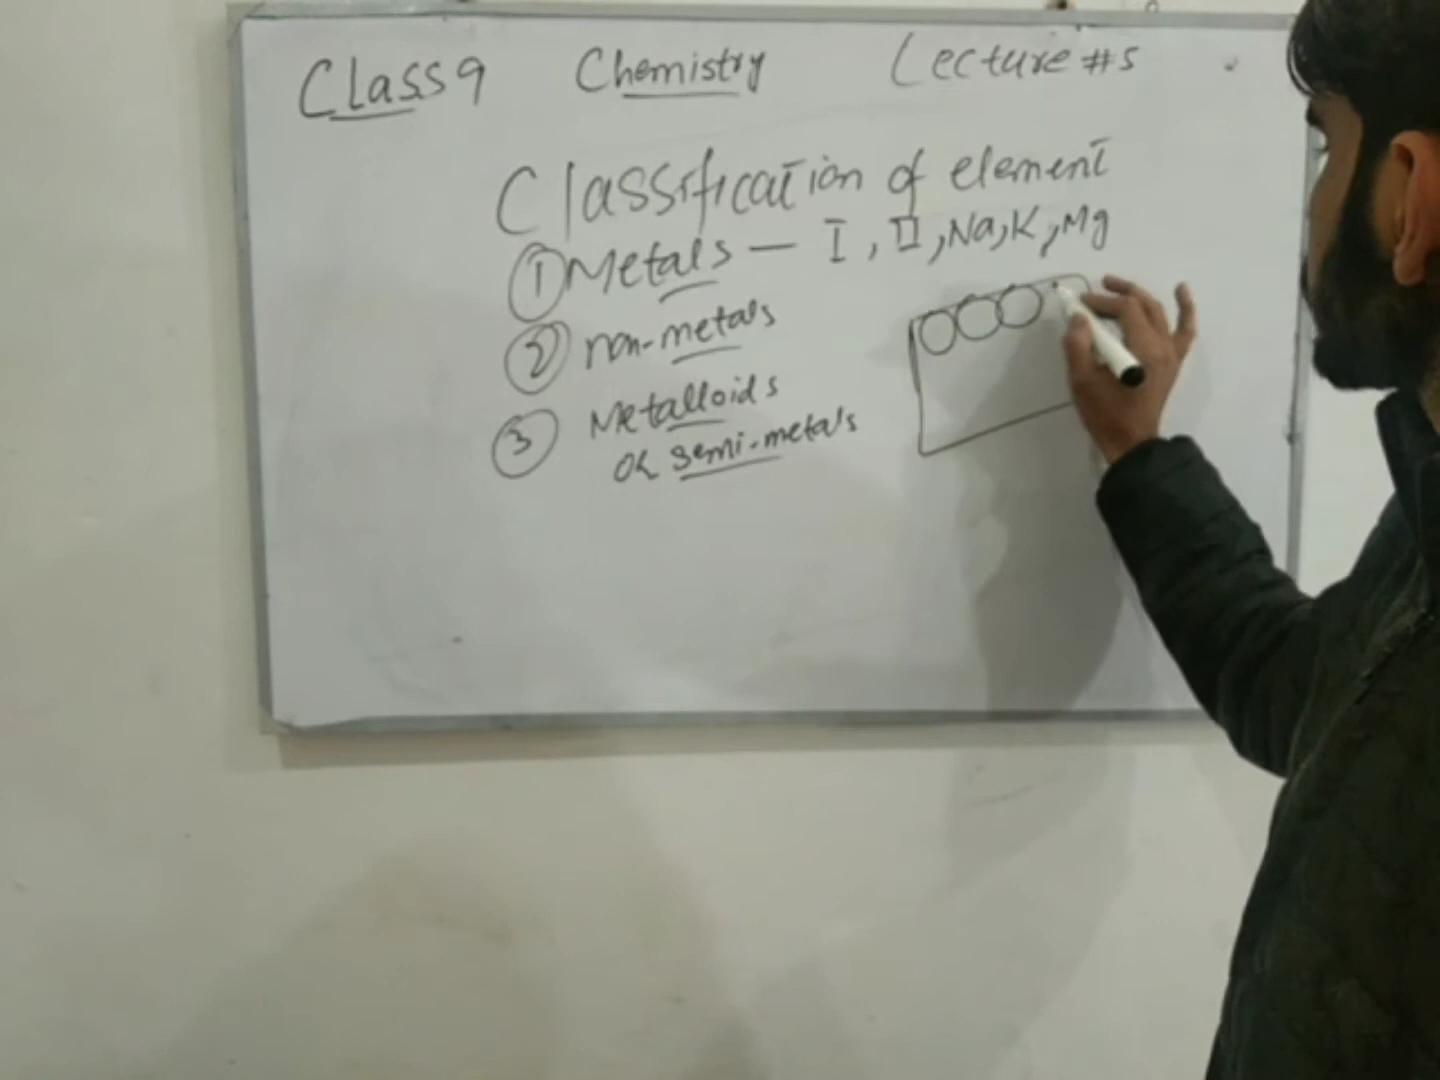 Class 9 Chemistry Lecture #5
Classification of element
① Metals — I, II, Na, K, Mg
② non-metals
③ Metalloids
OR semi-metals